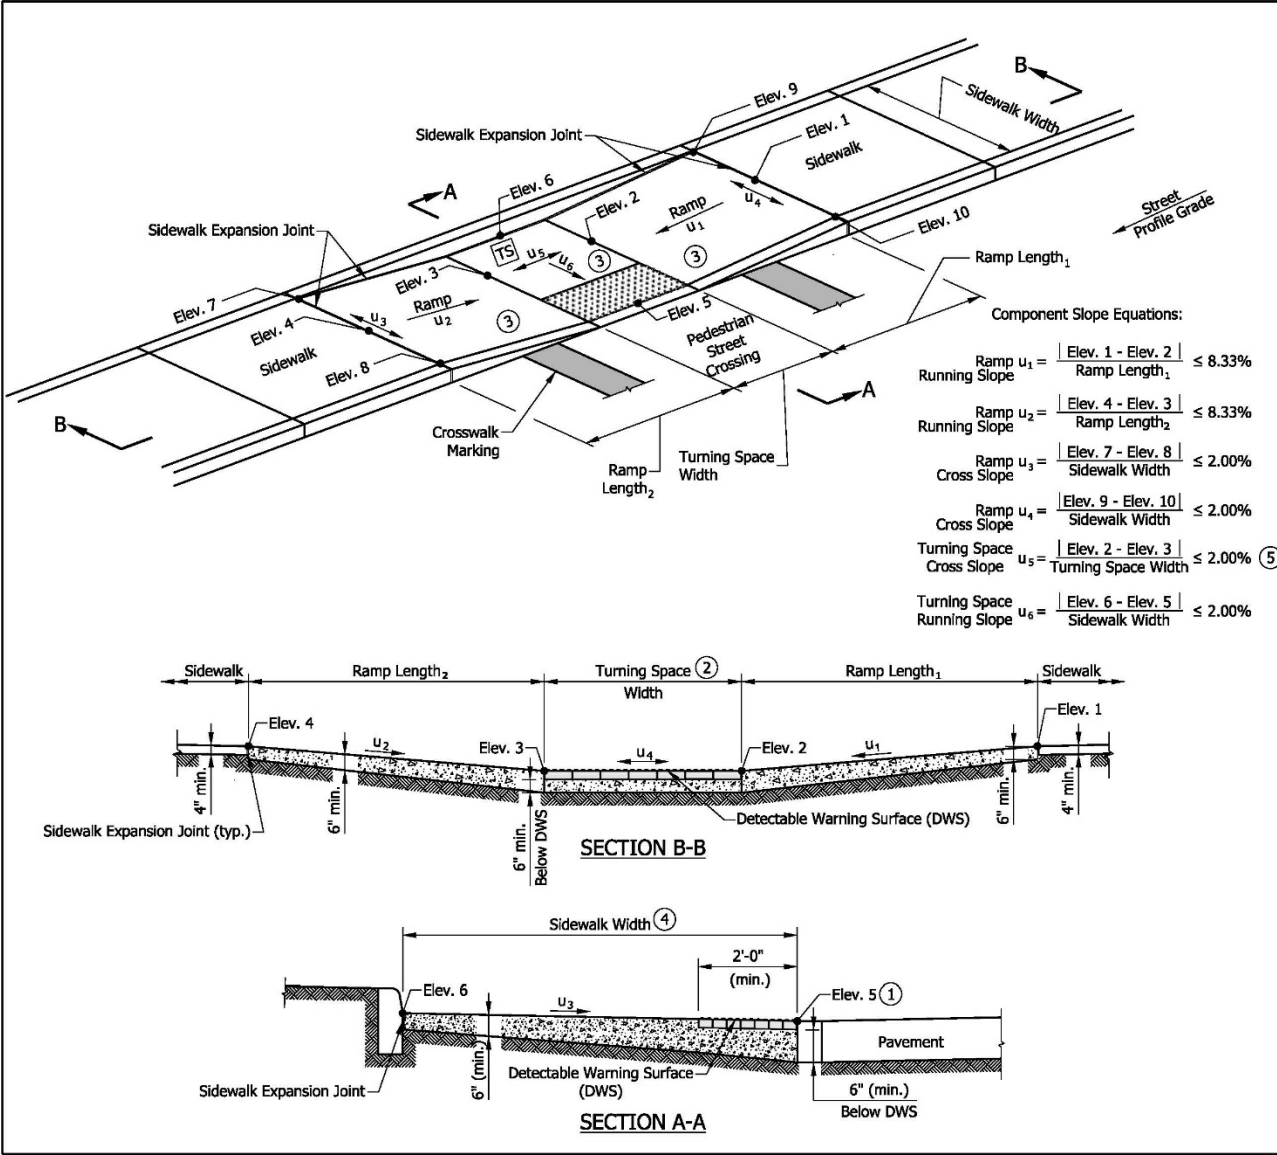 B
Elev. 9
Sidewalk Width
Sidewalk Expansion Joint
Elev. 1
Sidewalk
A
Elev. 6
Elev. 2
u₄
Ramp
u₁
Elev. 10
Street
Profile Grade
Sidewalk Expansion Joint
TS
u₅
u₆
3
3
Ramp Length₁
Elev. 3
Elev. 7
Ramp
u₂
3
Elev. 5
u₃
Elev. 4
Sidewalk
Elev. 8
Pedestrian
Street
Crossing
A
B
Crosswalk
Marking
Ramp
Length₂
Turning Space
Width
Component Slope Equations:
Ramp Running Slope u₁ = | Elev. 1 - Elev. 2 | / Ramp Length₁ ≤ 8.33%
Ramp Running Slope u₂ = | Elev. 4 - Elev. 3 | / Ramp Length₂ ≤ 8.33%
Ramp Cross Slope u₃ = | Elev. 7 - Elev. 8 | / Sidewalk Width ≤ 2.00%
Ramp Cross Slope u₄ = |Elev. 9 - Elev. 10| / Sidewalk Width ≤ 2.00%
Turning Space Cross Slope u₅ = | Elev. 2 - Elev. 3 | / Turning Space Width ≤ 2.00% 5
Turning Space Running Slope u₆ = | Elev. 6 - Elev. 5 | / Sidewalk Width ≤ 2.00%
Sidewalk
Ramp Length₂
Turning Space 2
Width
Ramp Length₁
Sidewalk
Elev. 4
Elev. 1
u₂
Elev. 3
u₄
Elev. 2
u₁
4" min.
6" min.
6" min.
Below DWS
6" min.
4" min.
Sidewalk Expansion Joint (typ.)
Detectable Warning Surface (DWS)
SECTION B-B
Sidewalk Width 4
2'-0"
(min.)
Elev. 6
u₃
Elev. 5 1
Pavement
6" (min.)
Detectable Warning Surface
(DWS)
6" (min.)
Below DWS
Sidewalk Expansion Joint
SECTION A-A